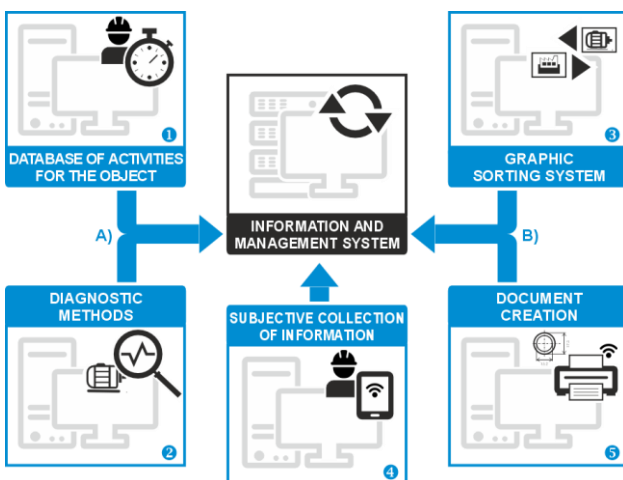 1
DATABASE OF ACTIVITIES
FOR THE OBJECT
3
GRAPHIC
SORTING SYSTEM
INFORMATION AND
MANAGEMENT SYSTEM
A)
B)
DIAGNOSTIC
METHODS
2
SUBJECTIVE COLLECTION
OF INFORMATION
4
DOCUMENT
CREATION
5